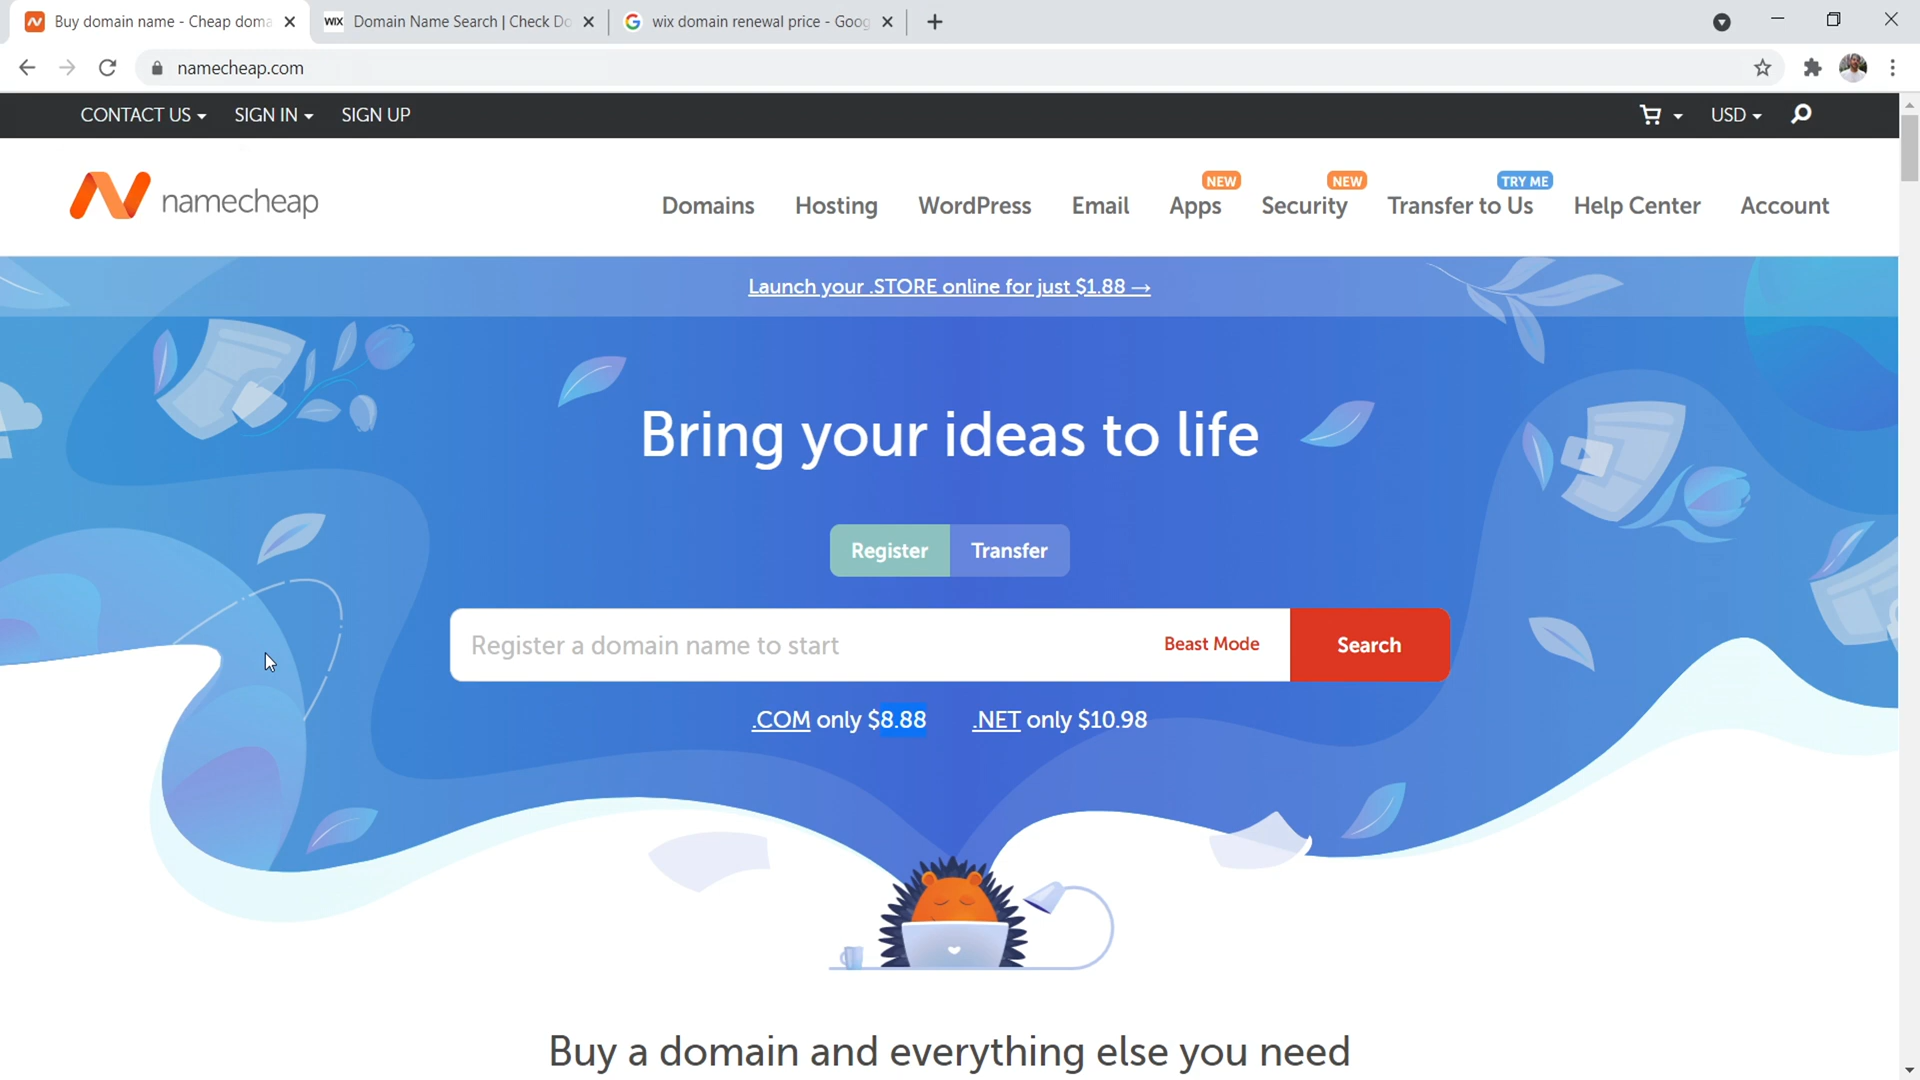 Buy domain name - Cheap doma
WIX Domain Name Search | Check Do
wix domain renewal price - Goog
namecheap.com
CONTACT US SIGN IN SIGN UP USD
namecheap
NEW NEW TRY ME
Domains Hosting WordPress Email Apps Security Transfer to Us Help Center Account
Launch your .STORE online for just $1.88 →
Bring your ideas to life
Register Transfer
Register a domain name to start Beast Mode Search
.COM only $8.88 .NET only $10.98
Buy a domain and everything else you need